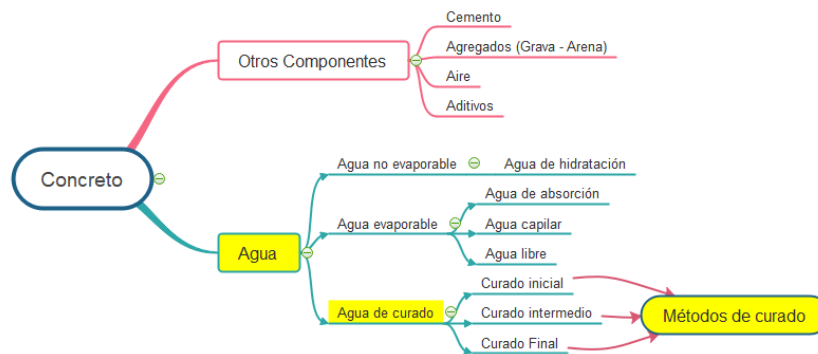 Concreto
Otros Componentes
Cemento
Agregados (Grava - Arena)
Aire
Aditivos
Agua
Agua no evaporable
Agua de hidratación
Agua evaporable
Agua de absorción
Agua capilar
Agua libre
Agua de curado
Curado inicial
Curado intermedio
Curado Final
Métodos de curado